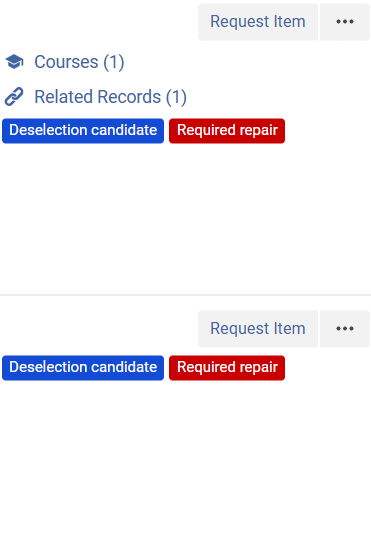 Request Item
Courses (1)
Related Records (1)
Deselection candidate Required repair
Request Item
Deselection candidate Required repair